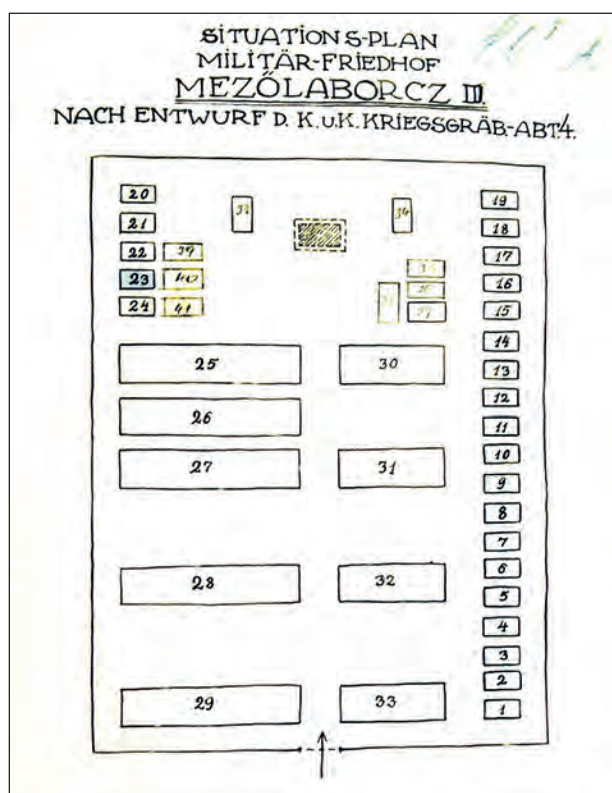 SITUATIONS-PLAN
MILITÄR-FRIEDHOF
MEZŐLABORCZ III.
NACH ENTWURF D. K.u.K. KRIEGSGRÄB-ABT.4.
20 19
21 34 18
22 39 17
23 40 16
24 41 37 15
14
25 30 13
12
26 11
10
27 31 9
8
7
28 32 6
5
4
3
2
29 33 1